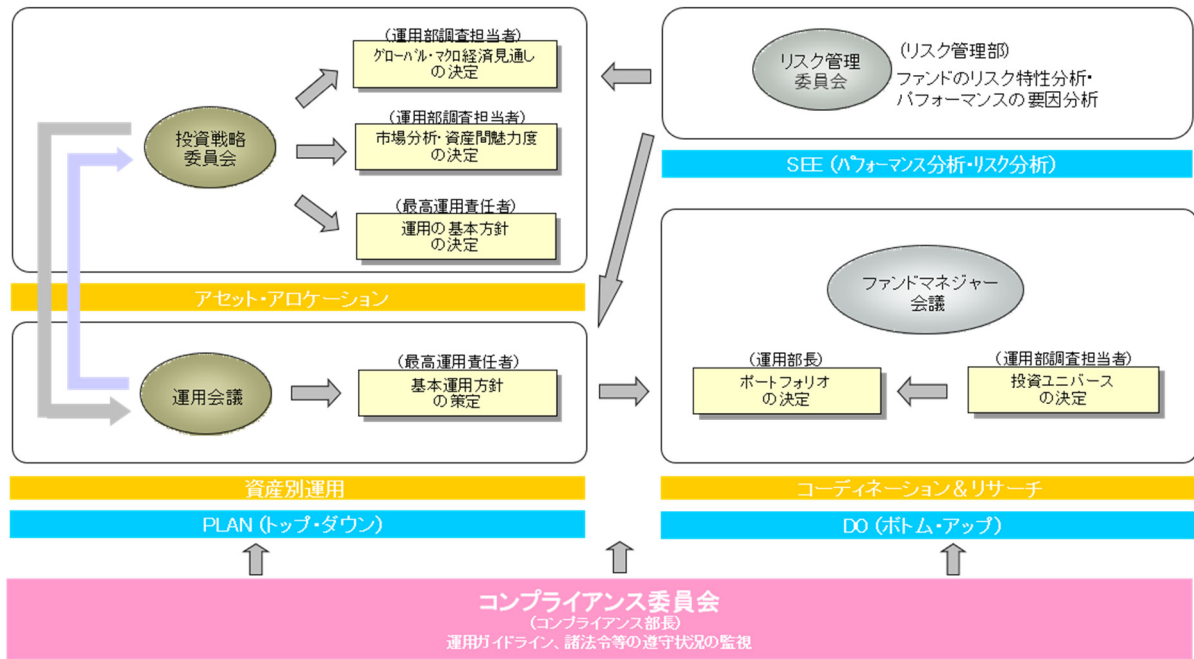 投資戦略
委員会
(運用部調査担当者)
グローバル・マクロ経済見通し
の決定
(運用部調査担当者)
市場分析・資産間魅力度
の決定
(最高運用責任者)
運用の基本方針
の決定
アセット・アロケーション
運用会議
(最高運用責任者)
基本運用方針
の策定
資産別運用
PLAN (トップ・ダウン)
リスク管理
委員会
(リスク管理部)
ファンドのリスク特性分析・
パフォーマンスの要因分析
SEE (パフォーマンス分析・リスク分析)
ファンドマネジャー
会議
(運用部長)
ポートフォリオ
の決定
(運用部調査担当者)
投資ユニバース
の決定
コーディネーション&リサーチ
DO (ボトム・アップ)
コンプライアンス委員会
(コンプライアンス部長)
運用ガイドライン、諸法令等の遵守状況の監視